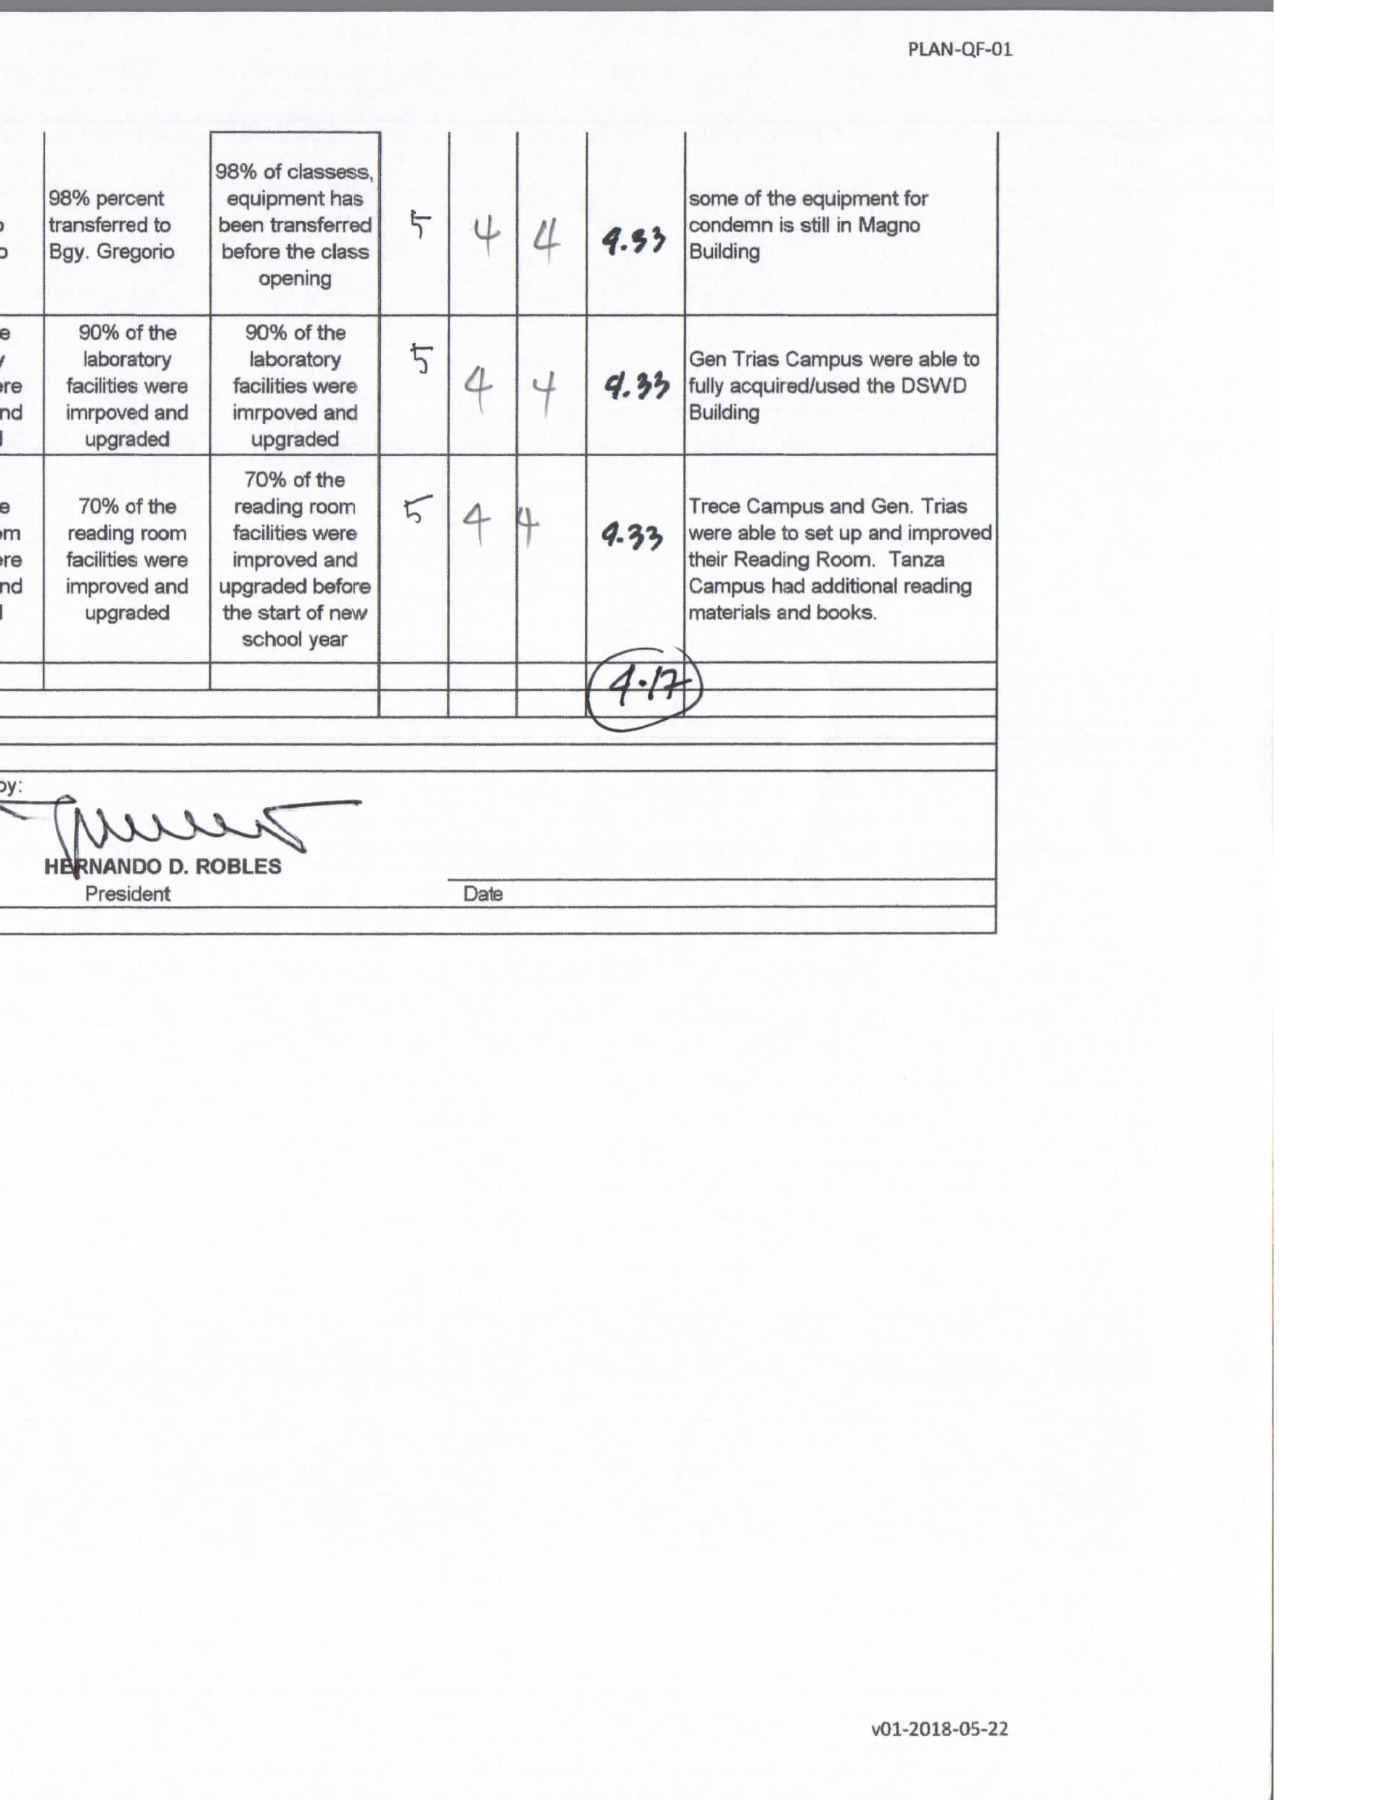 PLAN-QF-01
98% percent
transferred to
Bgy. Gregorio
98% of classess,
equipment has
been transferred
before the class
opening
5
4
4
4.33
some of the equipment for
condemn is still in Magno
Building
90% of the
laboratory
facilities were
imrpoved and
upgraded
90% of the
laboratory
facilities were
imrpoved and
upgraded
5
4
4
4.33
Gen Trias Campus were able to
fully acquired/used the DSWD
Building
70% of the
reading room
facilities were
improved and
upgraded
70% of the
reading room
facilities were
improved and
upgraded before
the start of new
school year
5
4
4
4.33
Trece Campus and Gen. Trias
were able to set up and improved
their Reading Room. Tanza
Campus had additional reading
materials and books.
4.17
by:
HERNANDO D. ROBLES
President
Date
v01-2018-05-22